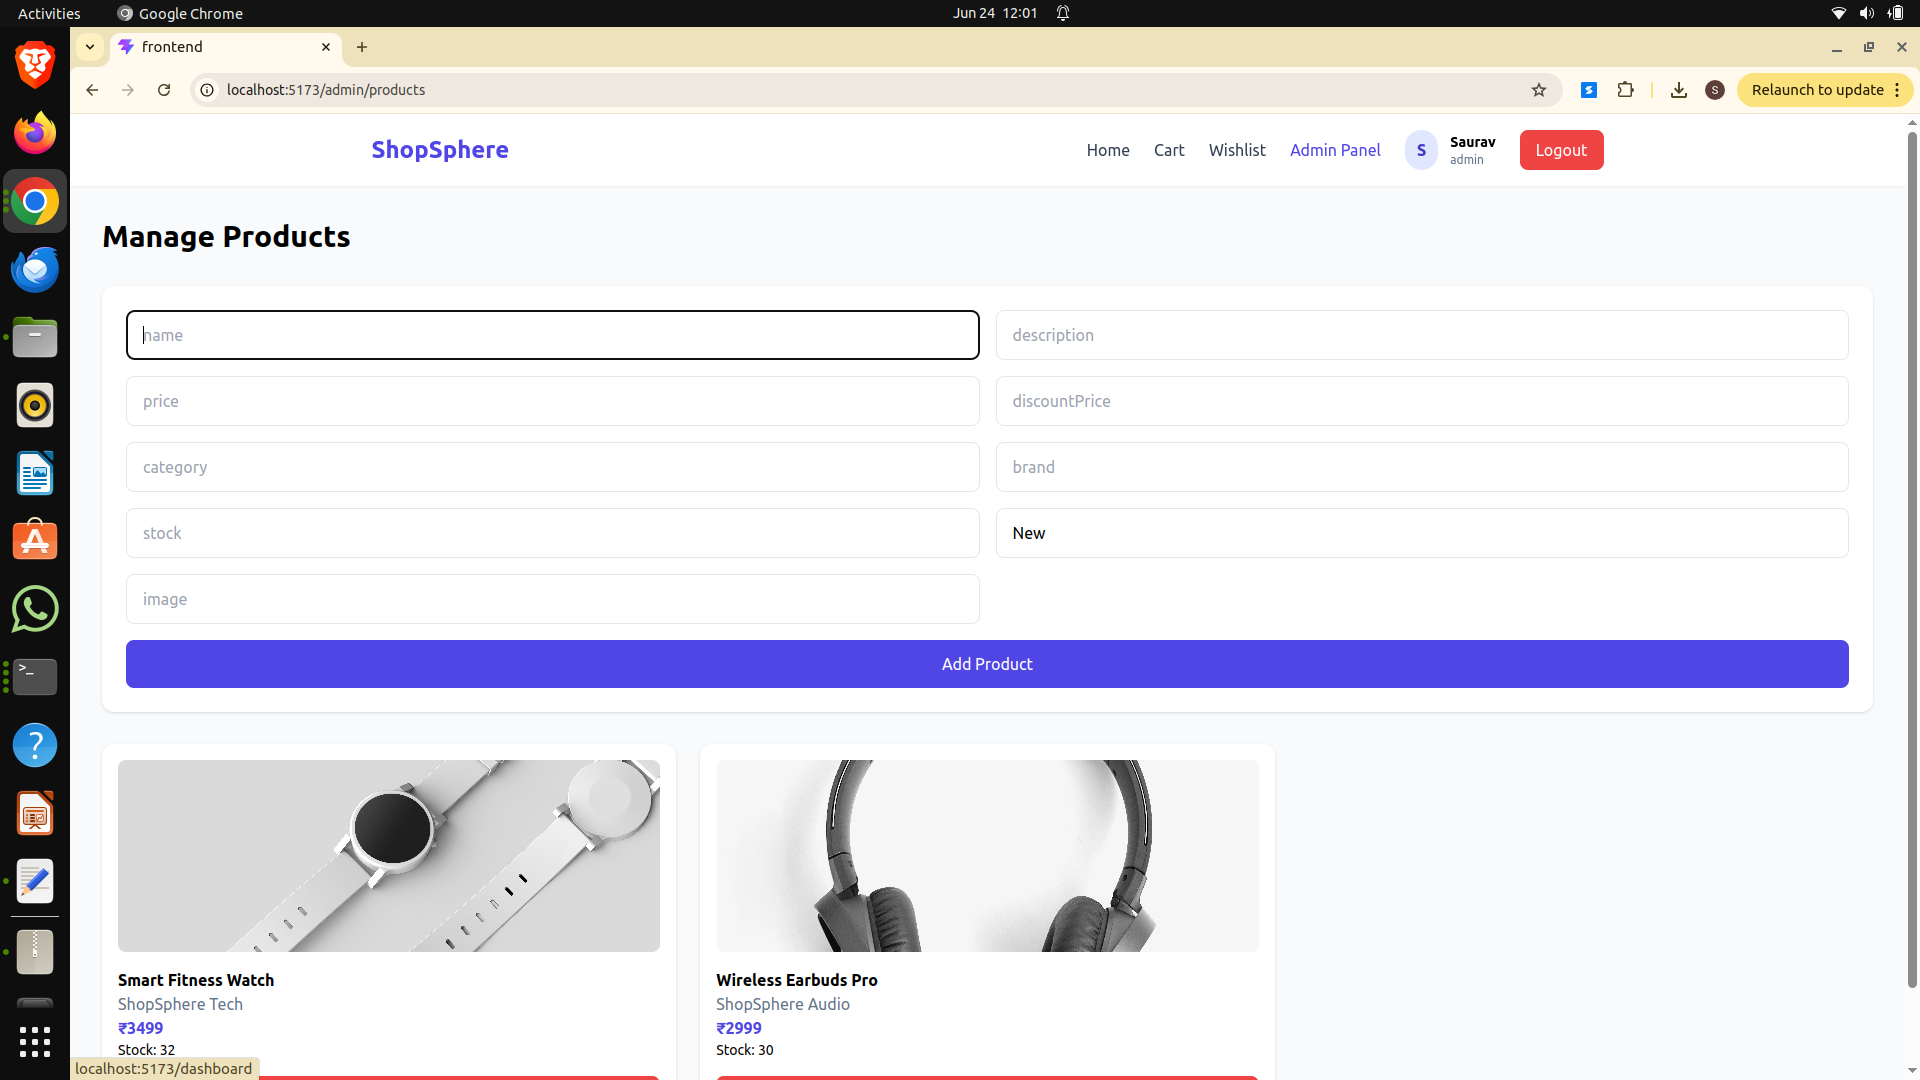 Activities
Google Chrome
Jun 24 12:01
frontend
localhost:5173/admin/products
S
Relaunch to update
ShopSphere
Home
Cart
Wishlist
Admin Panel
S
Saurav
admin
Logout
Manage Products
name
description
price
discountPrice
category
brand
stock
New
image
Add Product
Smart Fitness Watch
ShopSphere Tech
₹3499
Stock: 32
Wireless Earbuds Pro
ShopSphere Audio
₹2999
Stock: 30
localhost:5173/dashboard